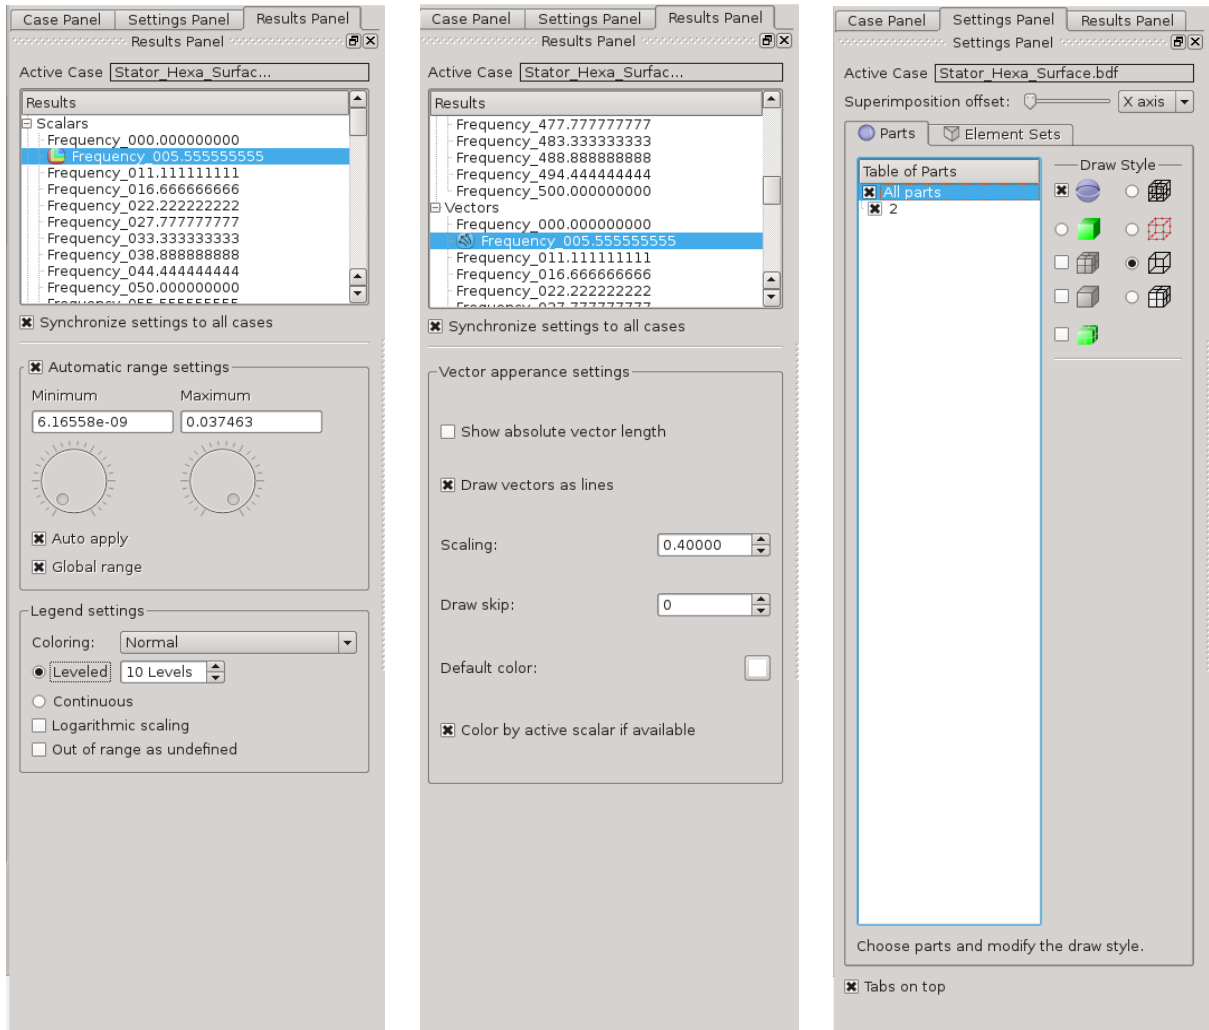 Case Panel Settings Panel Results Panel
Results Panel
Active Case Stator_Hexa_Surfac...
Results
Scalars
Frequency_000.000000000
Frequency_005.555555555
Frequency_011.111111111
Frequency_016.666666666
Frequency_022.222222222
Frequency_027.777777777
Frequency_033.333333333
Frequency_038.888888888
Frequency_044.444444444
Frequency_050.000000000
Frequency_055.555555555
Synchronize settings to all cases
Automatic range settings
Minimum Maximum
6.16558e-09 0.037463
Auto apply
Global range
Legend settings
Coloring: Normal
Leveled 10 Levels
Continuous
Logarithmic scaling
Out of range as undefined
Case Panel Settings Panel Results Panel
Results Panel
Active Case Stator_Hexa_Surfac...
Results
Frequency_477.777777777
Frequency_483.333333333
Frequency_488.888888888
Frequency_494.444444444
Frequency_500.000000000
Vectors
Frequency_000.000000000
Frequency_005.555555555
Frequency_011.111111111
Frequency_016.666666666
Frequency_022.222222222
Frequency_027.777777777
Synchronize settings to all cases
Vector apperance settings
Show absolute vector length
Draw vectors as lines
Scaling: 0.40000
Draw skip: 0
Default color:
Color by active scalar if available
Case Panel Settings Panel Results Panel
Settings Panel
Active Case Stator_Hexa_Surface.bdf
Superimposition offset: X axis
Parts Element Sets
Table of Parts
All parts
2
Draw Style
Choose parts and modify the draw style.
Tabs on top